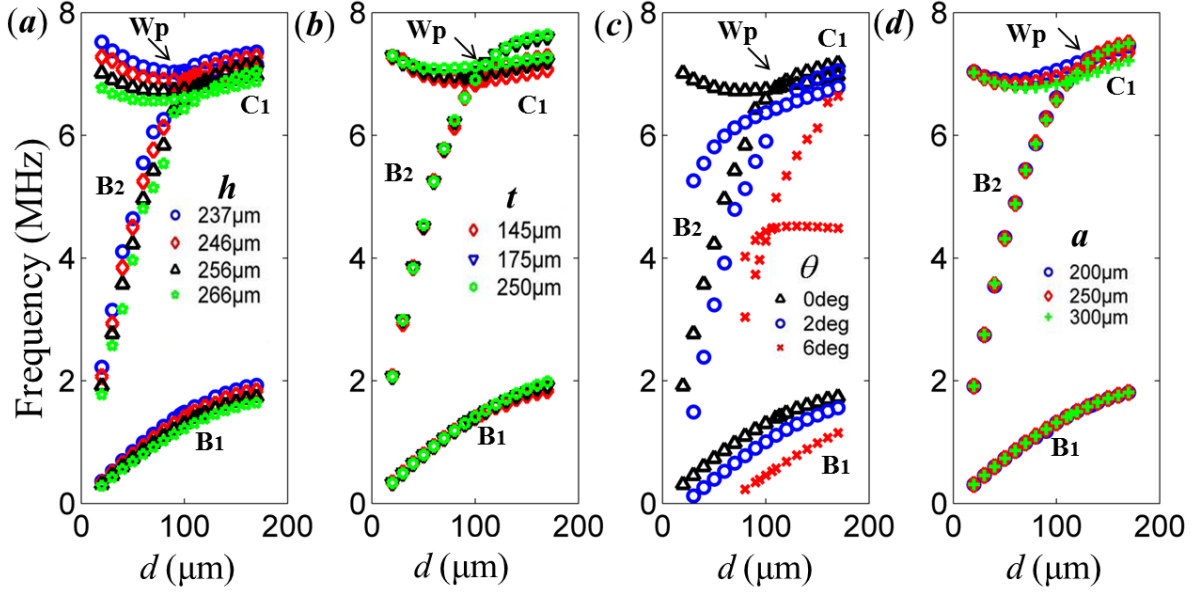 (a)
(b)
(c)
(d)
Frequency (MHz)
8
6
4
2
0
Wp
C1
B2
h
237μm
246μm
256μm
266μm
B1
0 100 200
d (μm)
Wp
C1
B2
t
145μm
175μm
250μm
B1
0 100 200
d (μm)
C1
Wp
B2
θ
0deg
2deg
6deg
B1
0 100 200
d (μm)
Wp
C1
B2
a
200μm
250μm
300μm
B1
0 100 200
d (μm)